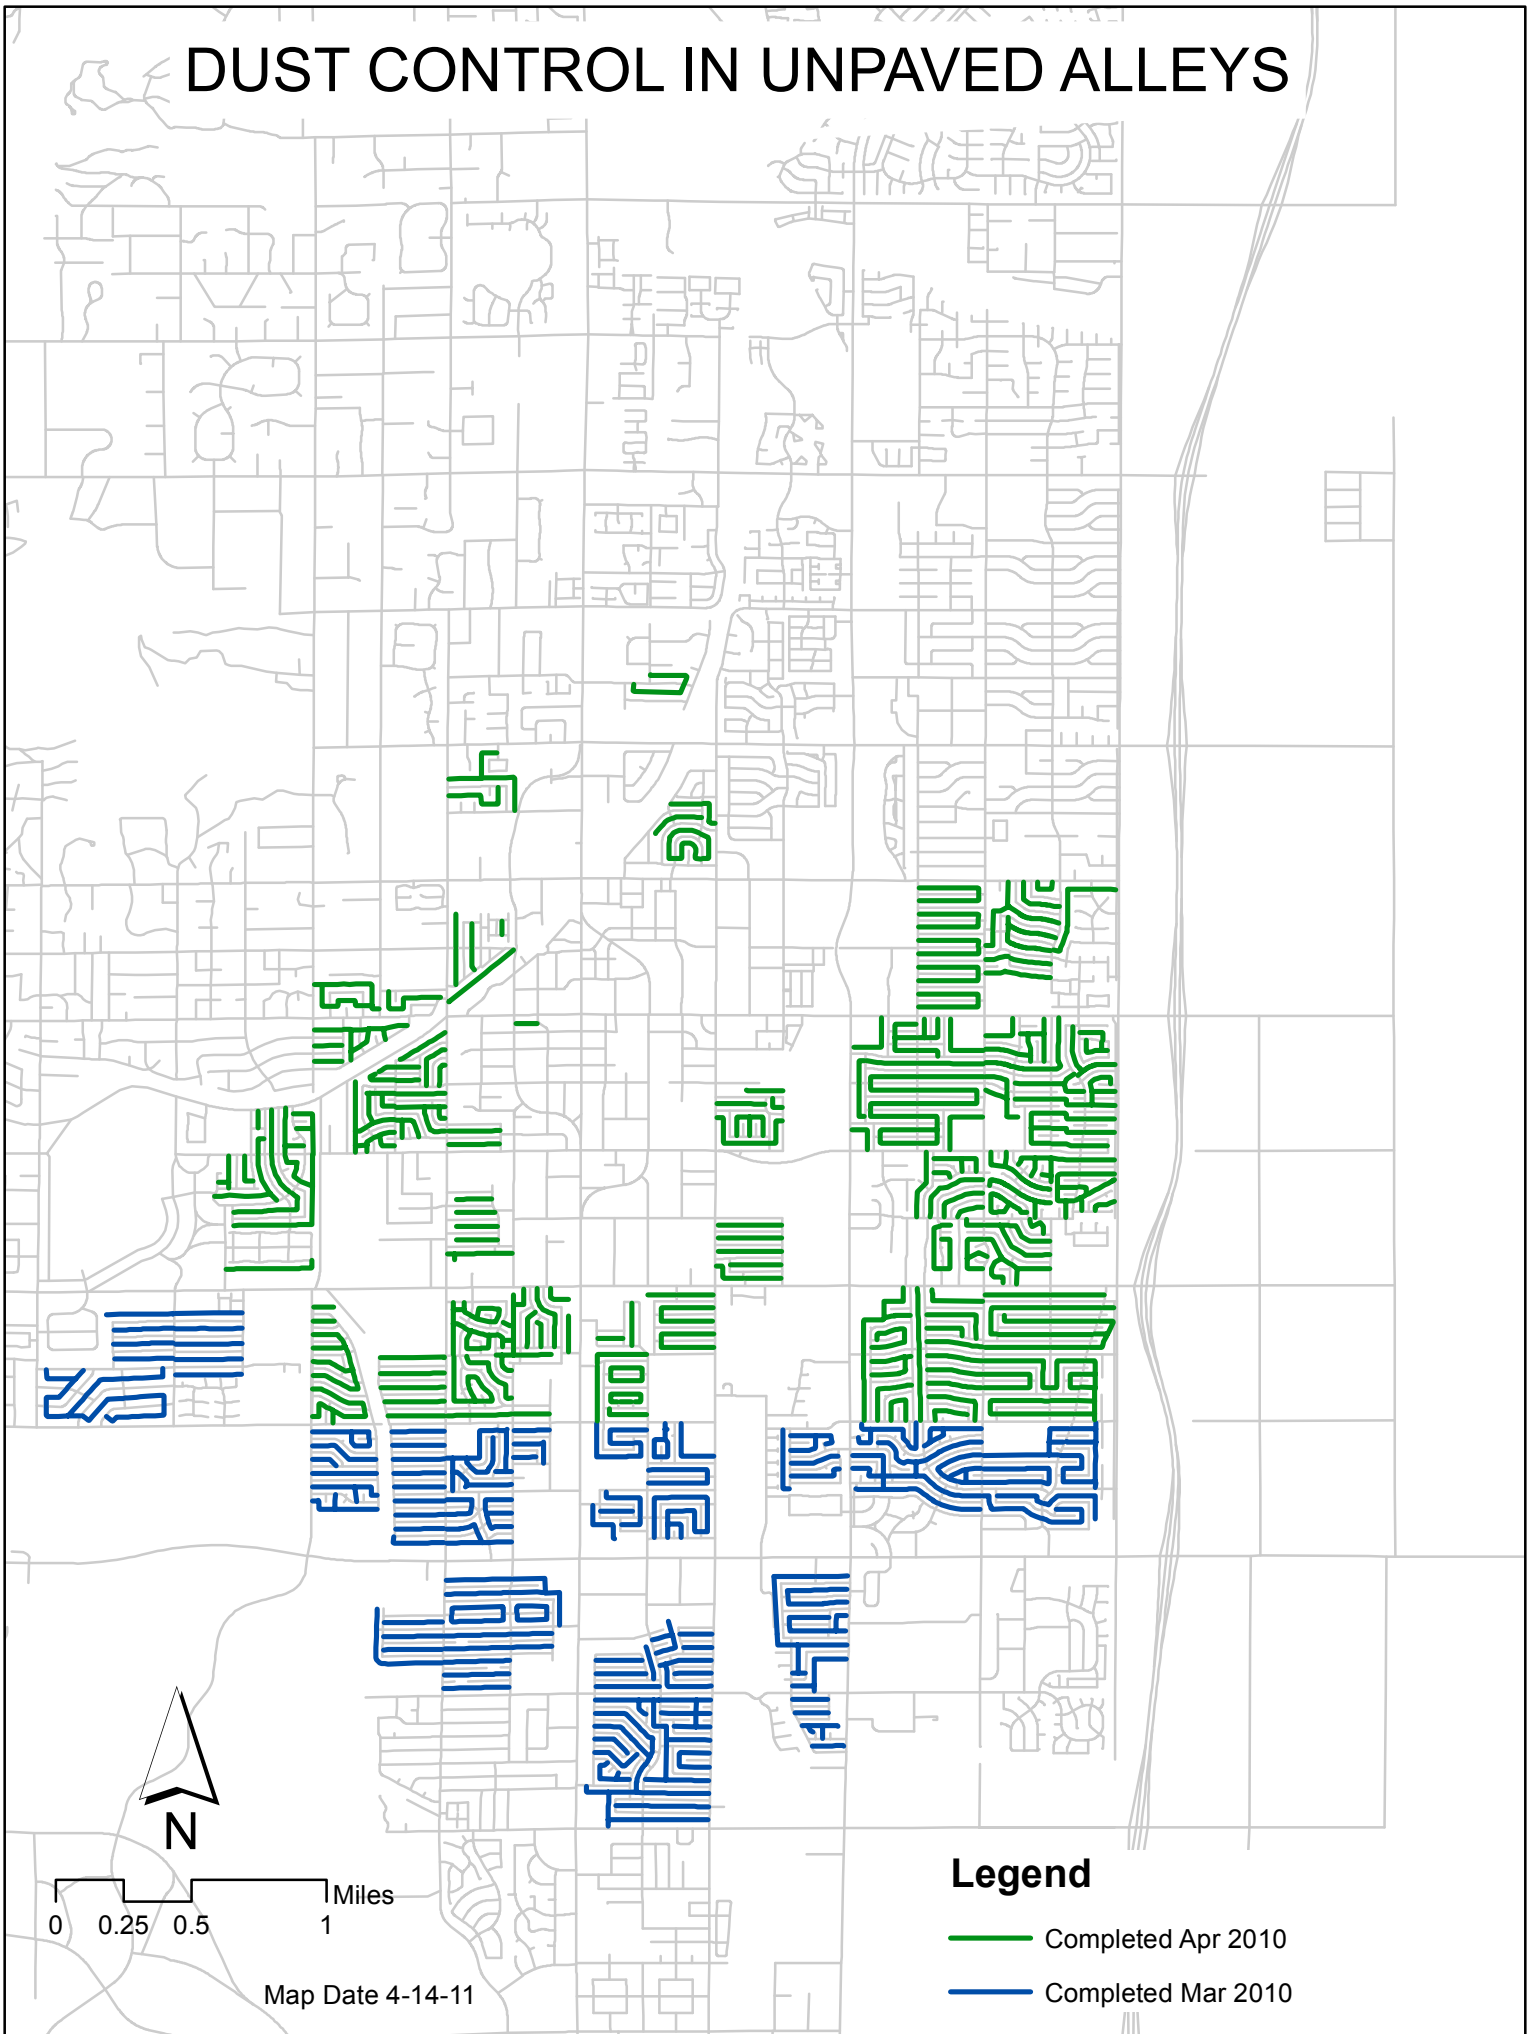 DUST CONTROL IN UNPAVED ALLEYS
N
Miles
0 0.25 0.5 1
Map Date 4-14-11
Legend
Completed Apr 2010
Completed Mar 2010